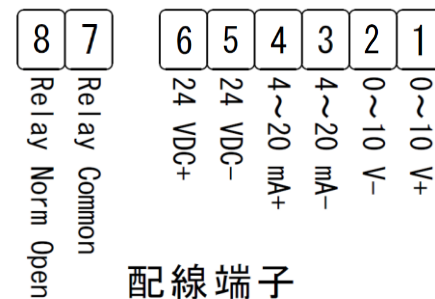 8 7 6 5 4 3 2 1
Relay Norm Open
Relay Common
24 VDC+
24 VDC-
4～20 mA+
4～20 mA-
0～10 V-
0～10 V+
配線端子